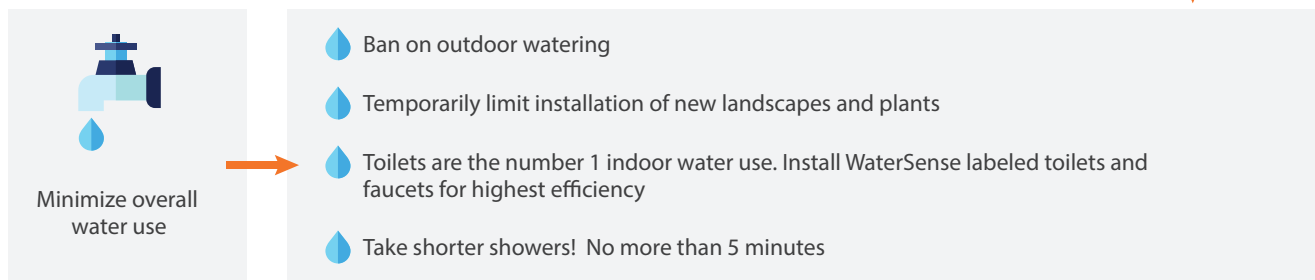 Minimize overall
water use
Ban on outdoor watering
Temporarily limit installation of new landscapes and plants
Toilets are the number 1 indoor water use. Install WaterSense labeled toilets and
faucets for highest efficiency
Take shorter showers!  No more than 5 minutes